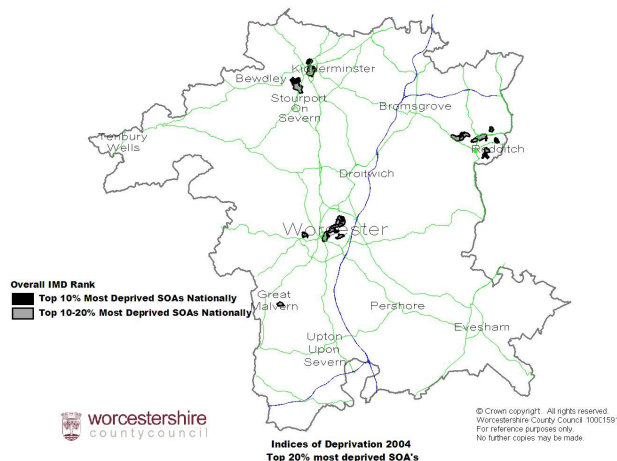 Kidderminster
Bewdley
Stourport
On
Severn
Bromsgrove
Tenbury
Wells
Redditch
Droitwich
Worcester
Overall IMD Rank
Top 10% Most Deprived SOAs Nationally
Top 10-20% Most Deprived SOAs Nationally
Great
Malvern
Pershore
Evesham
Upton
Upon
Severn
worcestershire
countycouncil
© Crown copyright. All rights reserved.
Worcestershire County Council 100015914
For reference purposes only.
No further copies may be made.
Indices of Deprivation 2004
Top 20% most deprived SOA's